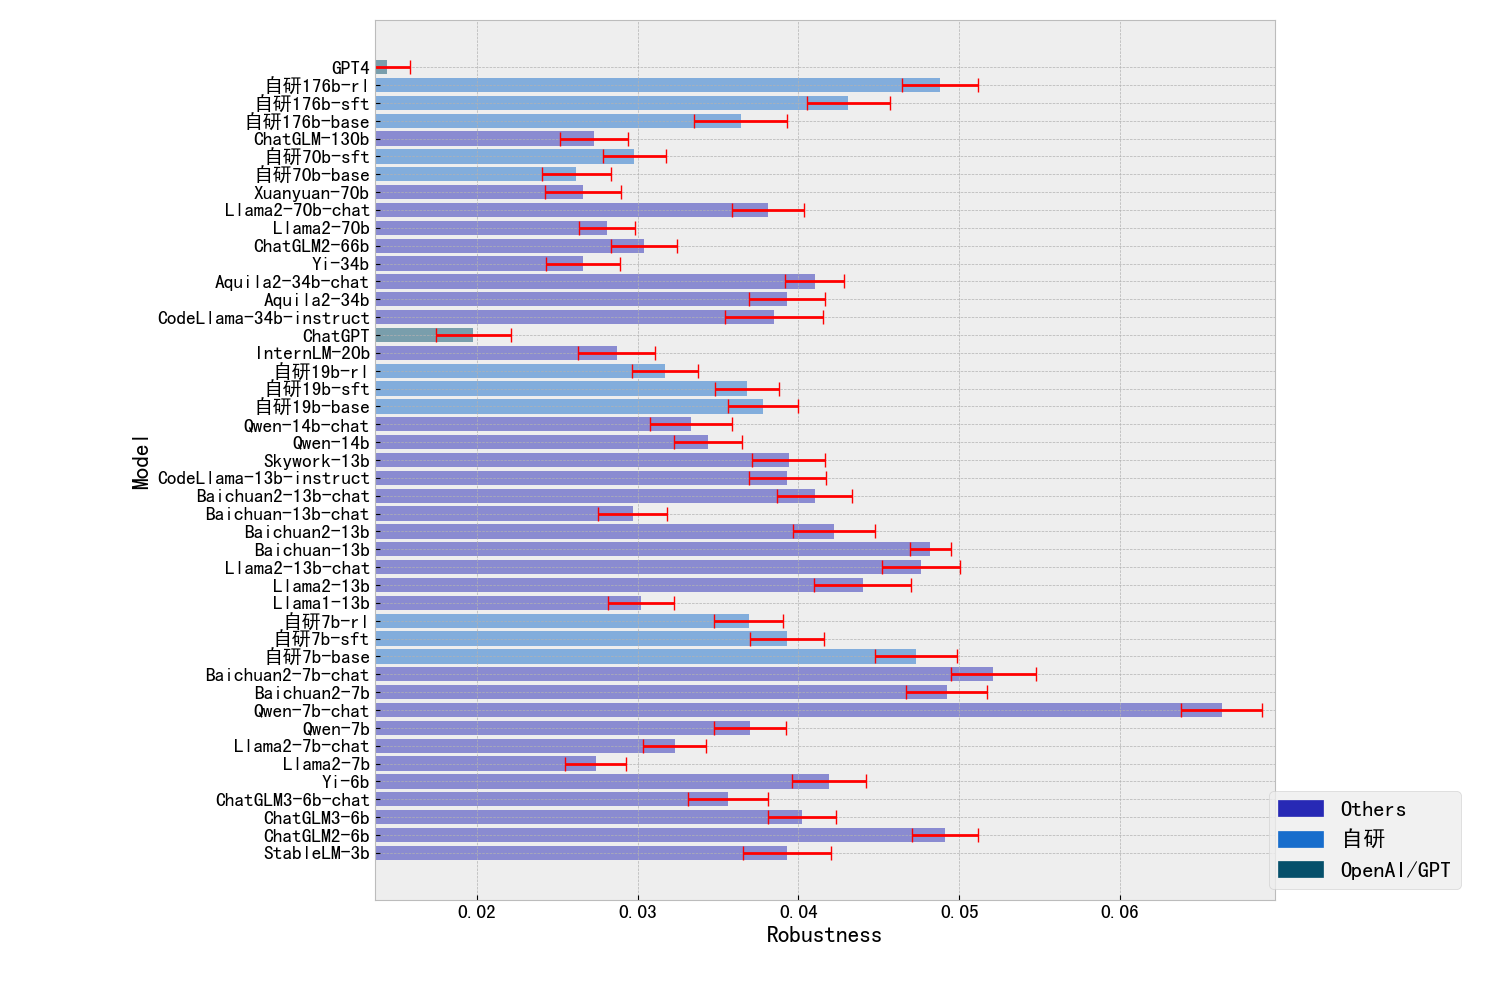 GPT4
自研176b-rl
自研176b-sft
自研176b-base
ChatGLM-130b
自研70b-sft
自研70b-base
Xuanyuan-70b
Llama2-70b-chat
Llama2-70b
ChatGLM2-66b
Yi-34b
Aquila2-34b-chat
Aquila2-34b
CodeLlama-34b-instruct
ChatGPT
InternLM-20b
自研19b-rl
自研19b-sft
自研19b-base
Qwen-14b-chat
Qwen-14b
Skywork-13b
CodeLlama-13b-instruct
Baichuan2-13b-chat
Baichuan-13b-chat
Baichuan2-13b
Baichuan-13b
Llama2-13b-chat
Llama2-13b
Llama1-13b
自研7b-rl
自研7b-sft
自研7b-base
Baichuan2-7b-chat
Baichuan2-7b
Qwen-7b-chat
Qwen-7b
Llama2-7b-chat
Llama2-7b
Yi-6b
ChatGLM3-6b-chat
ChatGLM3-6b
ChatGLM2-6b
StableLM-3b
Model
0.02 0.03 0.04 0.05 0.06
Robustness
Others
自研
OpenAI/GPT